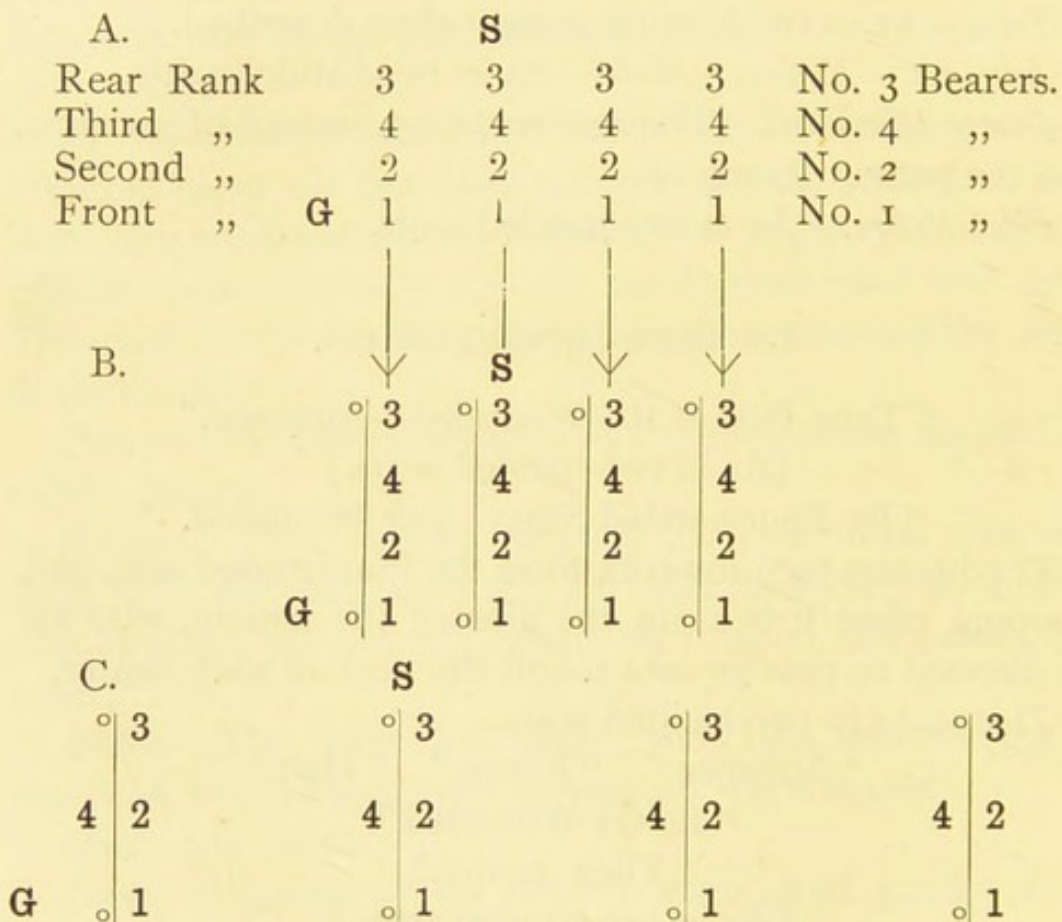 A. S
Rear Rank 3 3 3 3 No. 3 Bearers.
Third „ 4 4 4 4 No. 4 „
Second „ 2 2 2 2 No. 2 „
Front „ G 1 1 1 1 No. 1 „
B. S
3 3 3 3
4 4 4 4
2 2 2 2
G 1 1 1 1
C. S
3 3 3 3
4 2 4 2 4 2 4 2
G 1 1 1 1